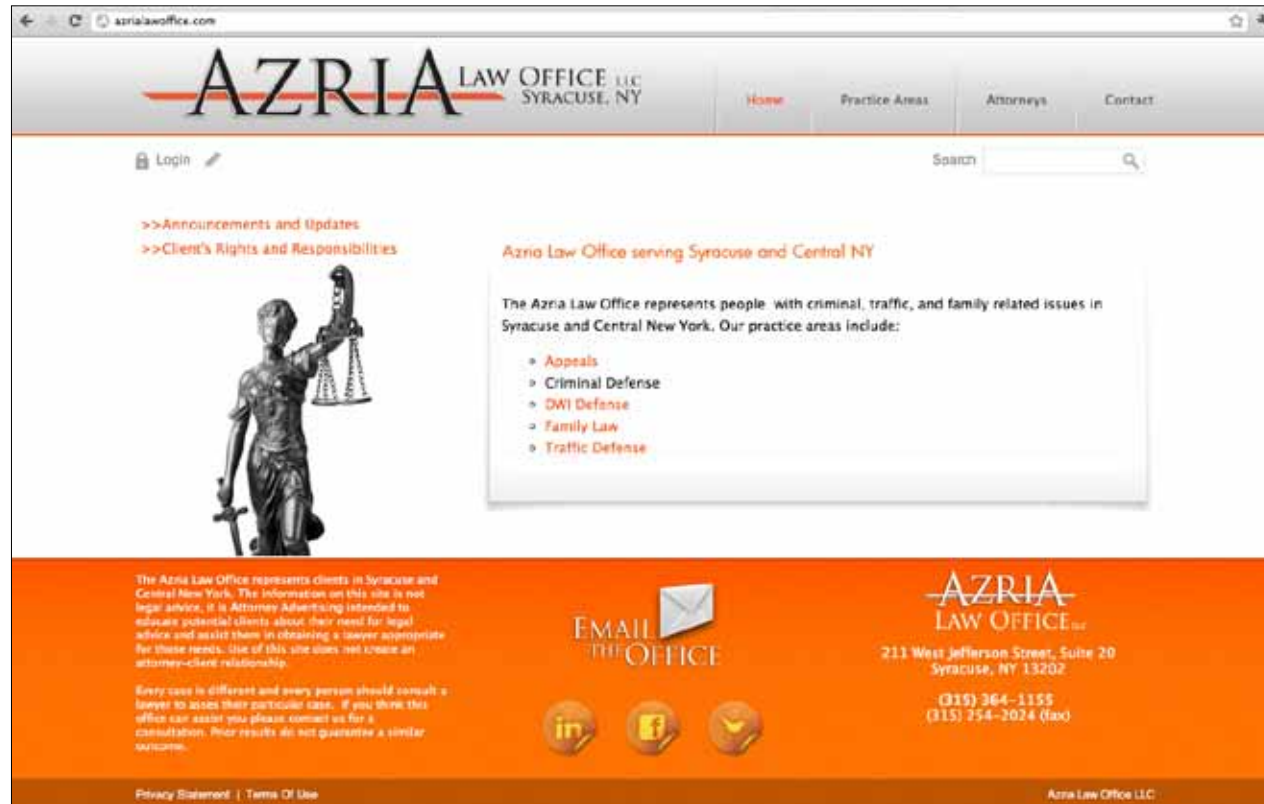 azrialawoffice.com
AZRIA LAW OFFICE LLC
SYRACUSE, NY
Home Practice Areas Attorneys Contact
Login
Search
>>Announcements and Updates
>>Client's Rights and Responsibilities
Azria Law Office serving Syracuse and Central NY
The Azria Law Office represents people with criminal, traffic, and family related issues in
Syracuse and Central New York. Our practice areas include:
Appeals
Criminal Defense
DWI Defense
Family Law
Traffic Defense
The Azria Law Office represents clients in Syracuse and
Central New York. The information on this site is not
legal advice, it is Attorney Advertising intended to
educate potential clients about their need for legal
advice and assist them in obtaining a lawyer appropriate
for those needs. Use of this site does not create an
attorney-client relationship.
Every case is different and every person should consult a
lawyer to asses their particular case. If you think this
office can assist you please contact us for a
consultation. Prior results do not guarantee a similar
outcome.
EMAIL
THE OFFICE
in f
AZRIA
LAW OFFICE LLC
211 West Jefferson Street, Suite 20
Syracuse, NY 13202
(315) 364-1155
(315) 254-2024 (fax)
Privacy Statement | Terms Of Use
Azria Law Office LLC